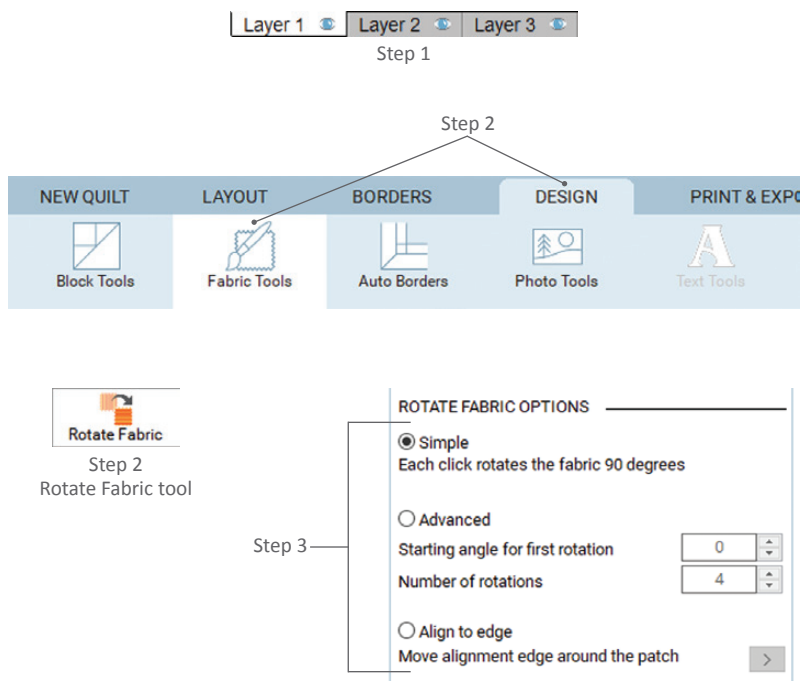 Layer 1 Layer 2 Layer 3
Step 1
Step 2
NEW QUILT LAYOUT BORDERS DESIGN PRINT & EXPO
Block Tools Fabric Tools Auto Borders Photo Tools Text Tools
Rotate Fabric
Step 2
Rotate Fabric tool
Step 3
ROTATE FABRIC OPTIONS
Simple
Each click rotates the fabric 90 degrees
Advanced
Starting angle for first rotation 0
Number of rotations 4
Align to edge
Move alignment edge around the patch >